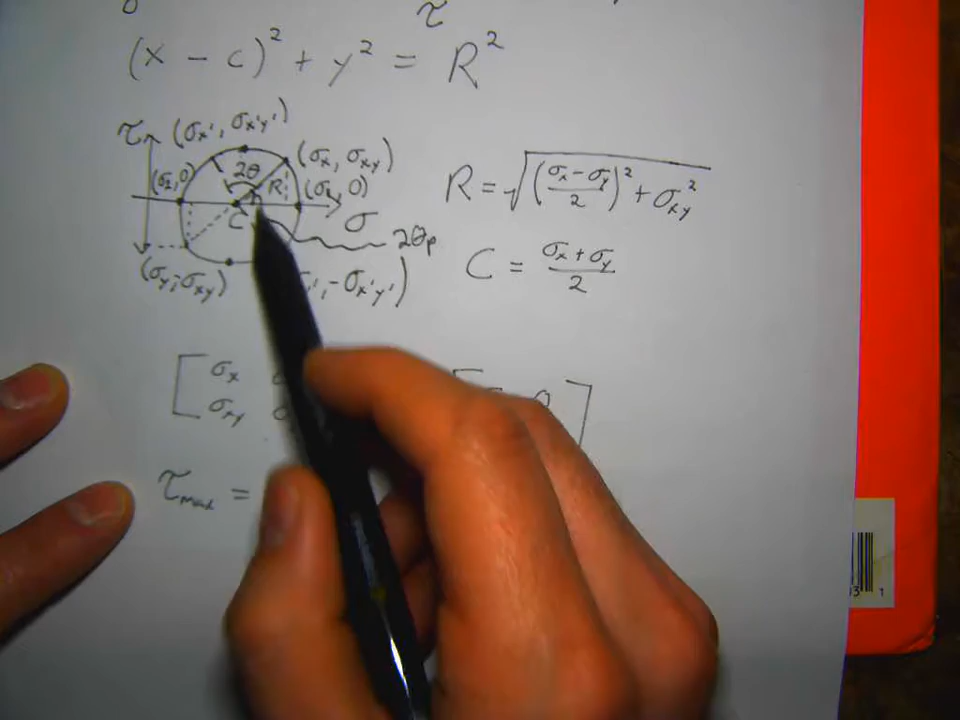 τ
(x - c)² + y² = R²
τ (σx', σx'y')
2θ (σx, σxy)
(σ2, 0) R (σ1, 0)
R = √((σx - σy)/2)² + σxy²
C σ
2θp
(σy, -σxy) , -σx'y')
C = (σx + σy)/2
[σx
σxy
0 ]
τmax =